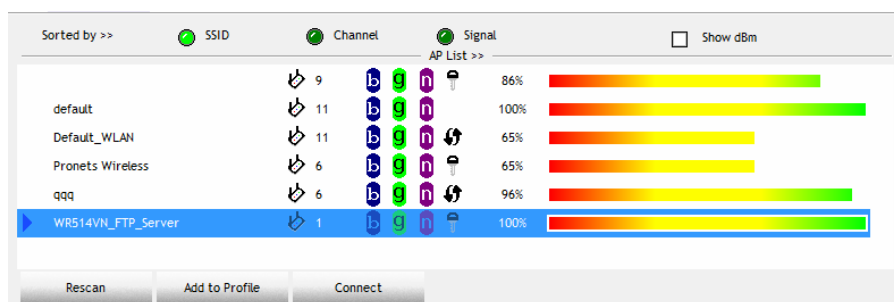 Sorted by >> SSID Channel Signal Show dBm
AP List >>
9 b g n 86%
default 11 b g n 100%
Default_WLAN 11 b g n 65%
Pronets Wireless 6 b g n 65%
qqq 6 b g n 96%
WR514VN_FTP_Server 1 b g n 100%
Rescan Add to Profile Connect